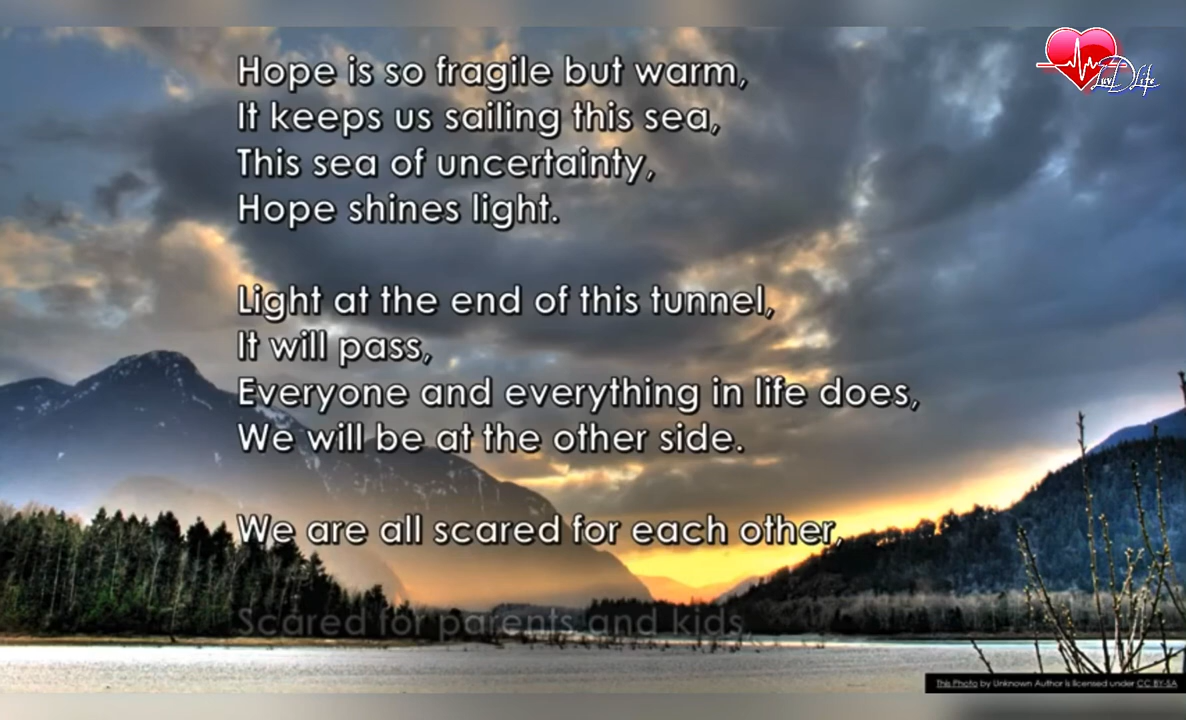 LuvDLife
Hope is so fragile but warm,
It keeps us sailing this sea,
This sea of uncertainty,
Hope shines light.
Light at the end of this tunnel,
It will pass,
Everyone and everything in life does,
We will be at the other side.
We are all scared for each other,
Scared for parents and kids,
This Photo by Unknown Author is licensed under CC BY-SA